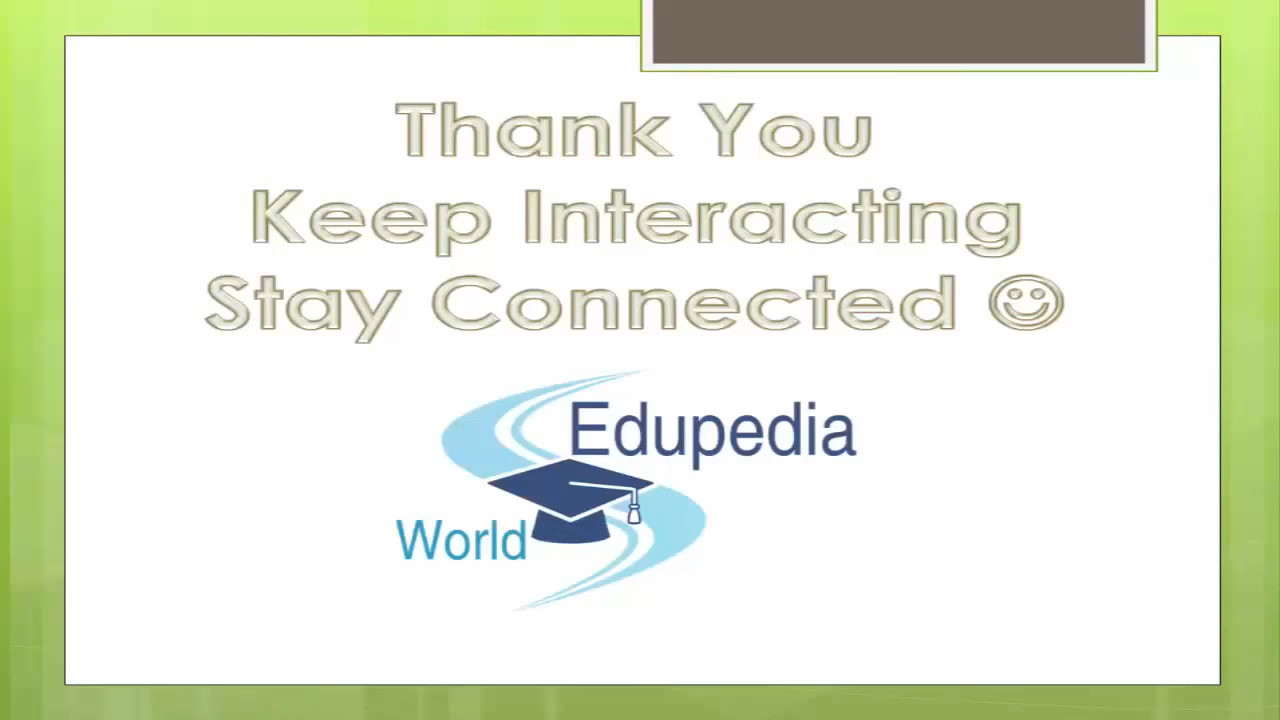 Thank You
Keep Interacting
Stay Connected ☺
Edupedia
World